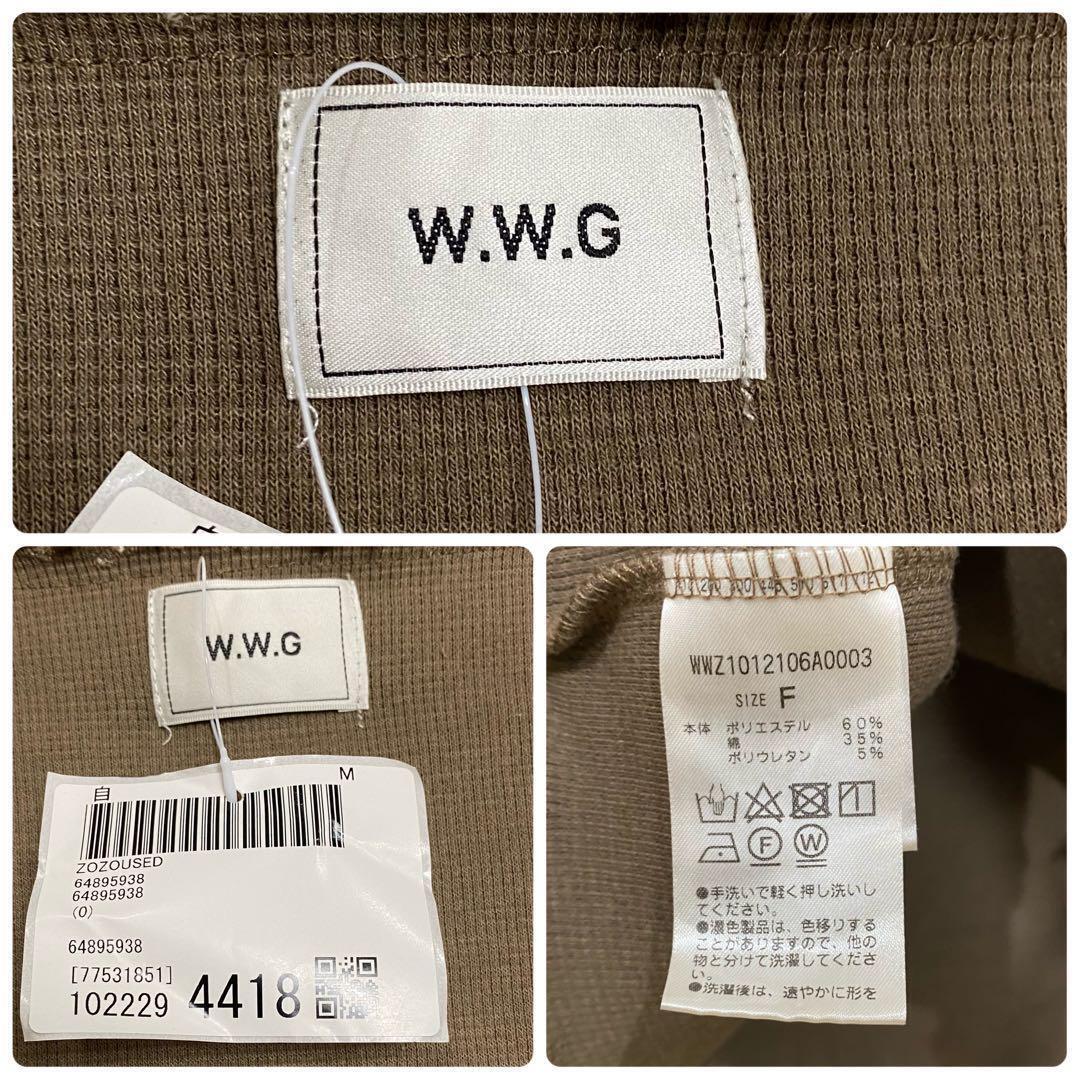 W.W.G
W.W.G
M
自
ZOZOUSED
64895938
64895938
(0)
64895938
[77531851]
102229 4418
WWZ1012106A0003
SIZE F
本体 ポリエステル 60%
綿 35%
ポリウレタン 5%
F W
●手洗いで軽く押し洗いし
てください。
●濃色製品は、色移りする
ことがありますので、他の
物と分けて洗濯してくださ
い。
●洗濯後は、速やかに形を